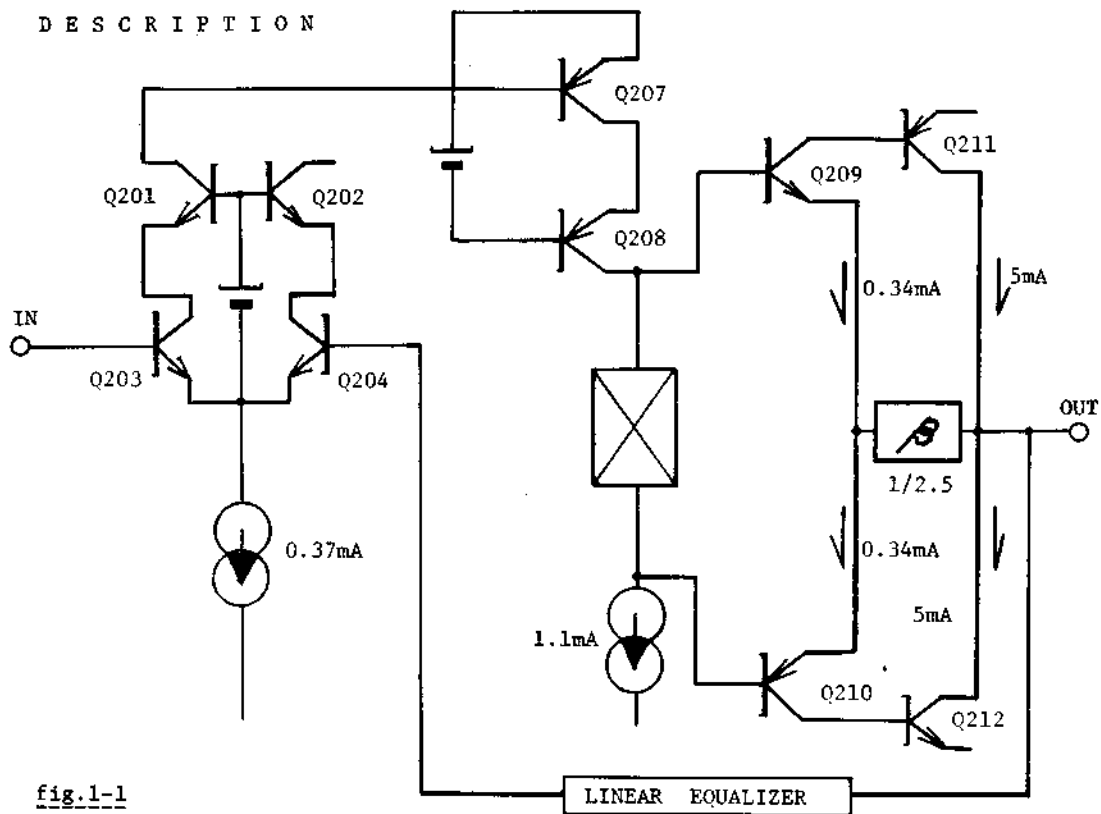 D E S C R I P T I O N
Q207
Q211
Q201
Q202
Q209
Q208
0.34mA
5mA
IN
Q203
Q204
OUT
β
1/2.5
0.37mA
0.34mA
5mA
1.1mA
Q210
Q212
fig.1-1
LINEAR EQUALIZER